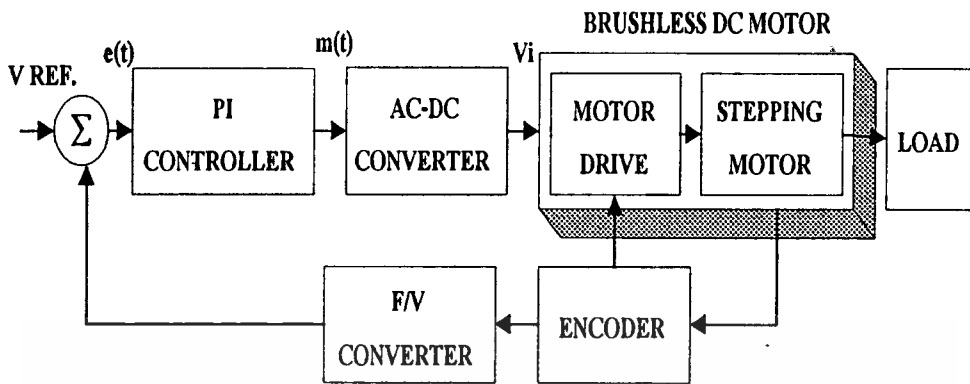 BRUSHLESS DC MOTOR
V REF.
e(t)
m(t)
Vi
Σ
PI
CONTROLLER
AC-DC
CONVERTER
MOTOR
DRIVE
STEPPING
MOTOR
LOAD
F/V
CONVERTER
ENCODER